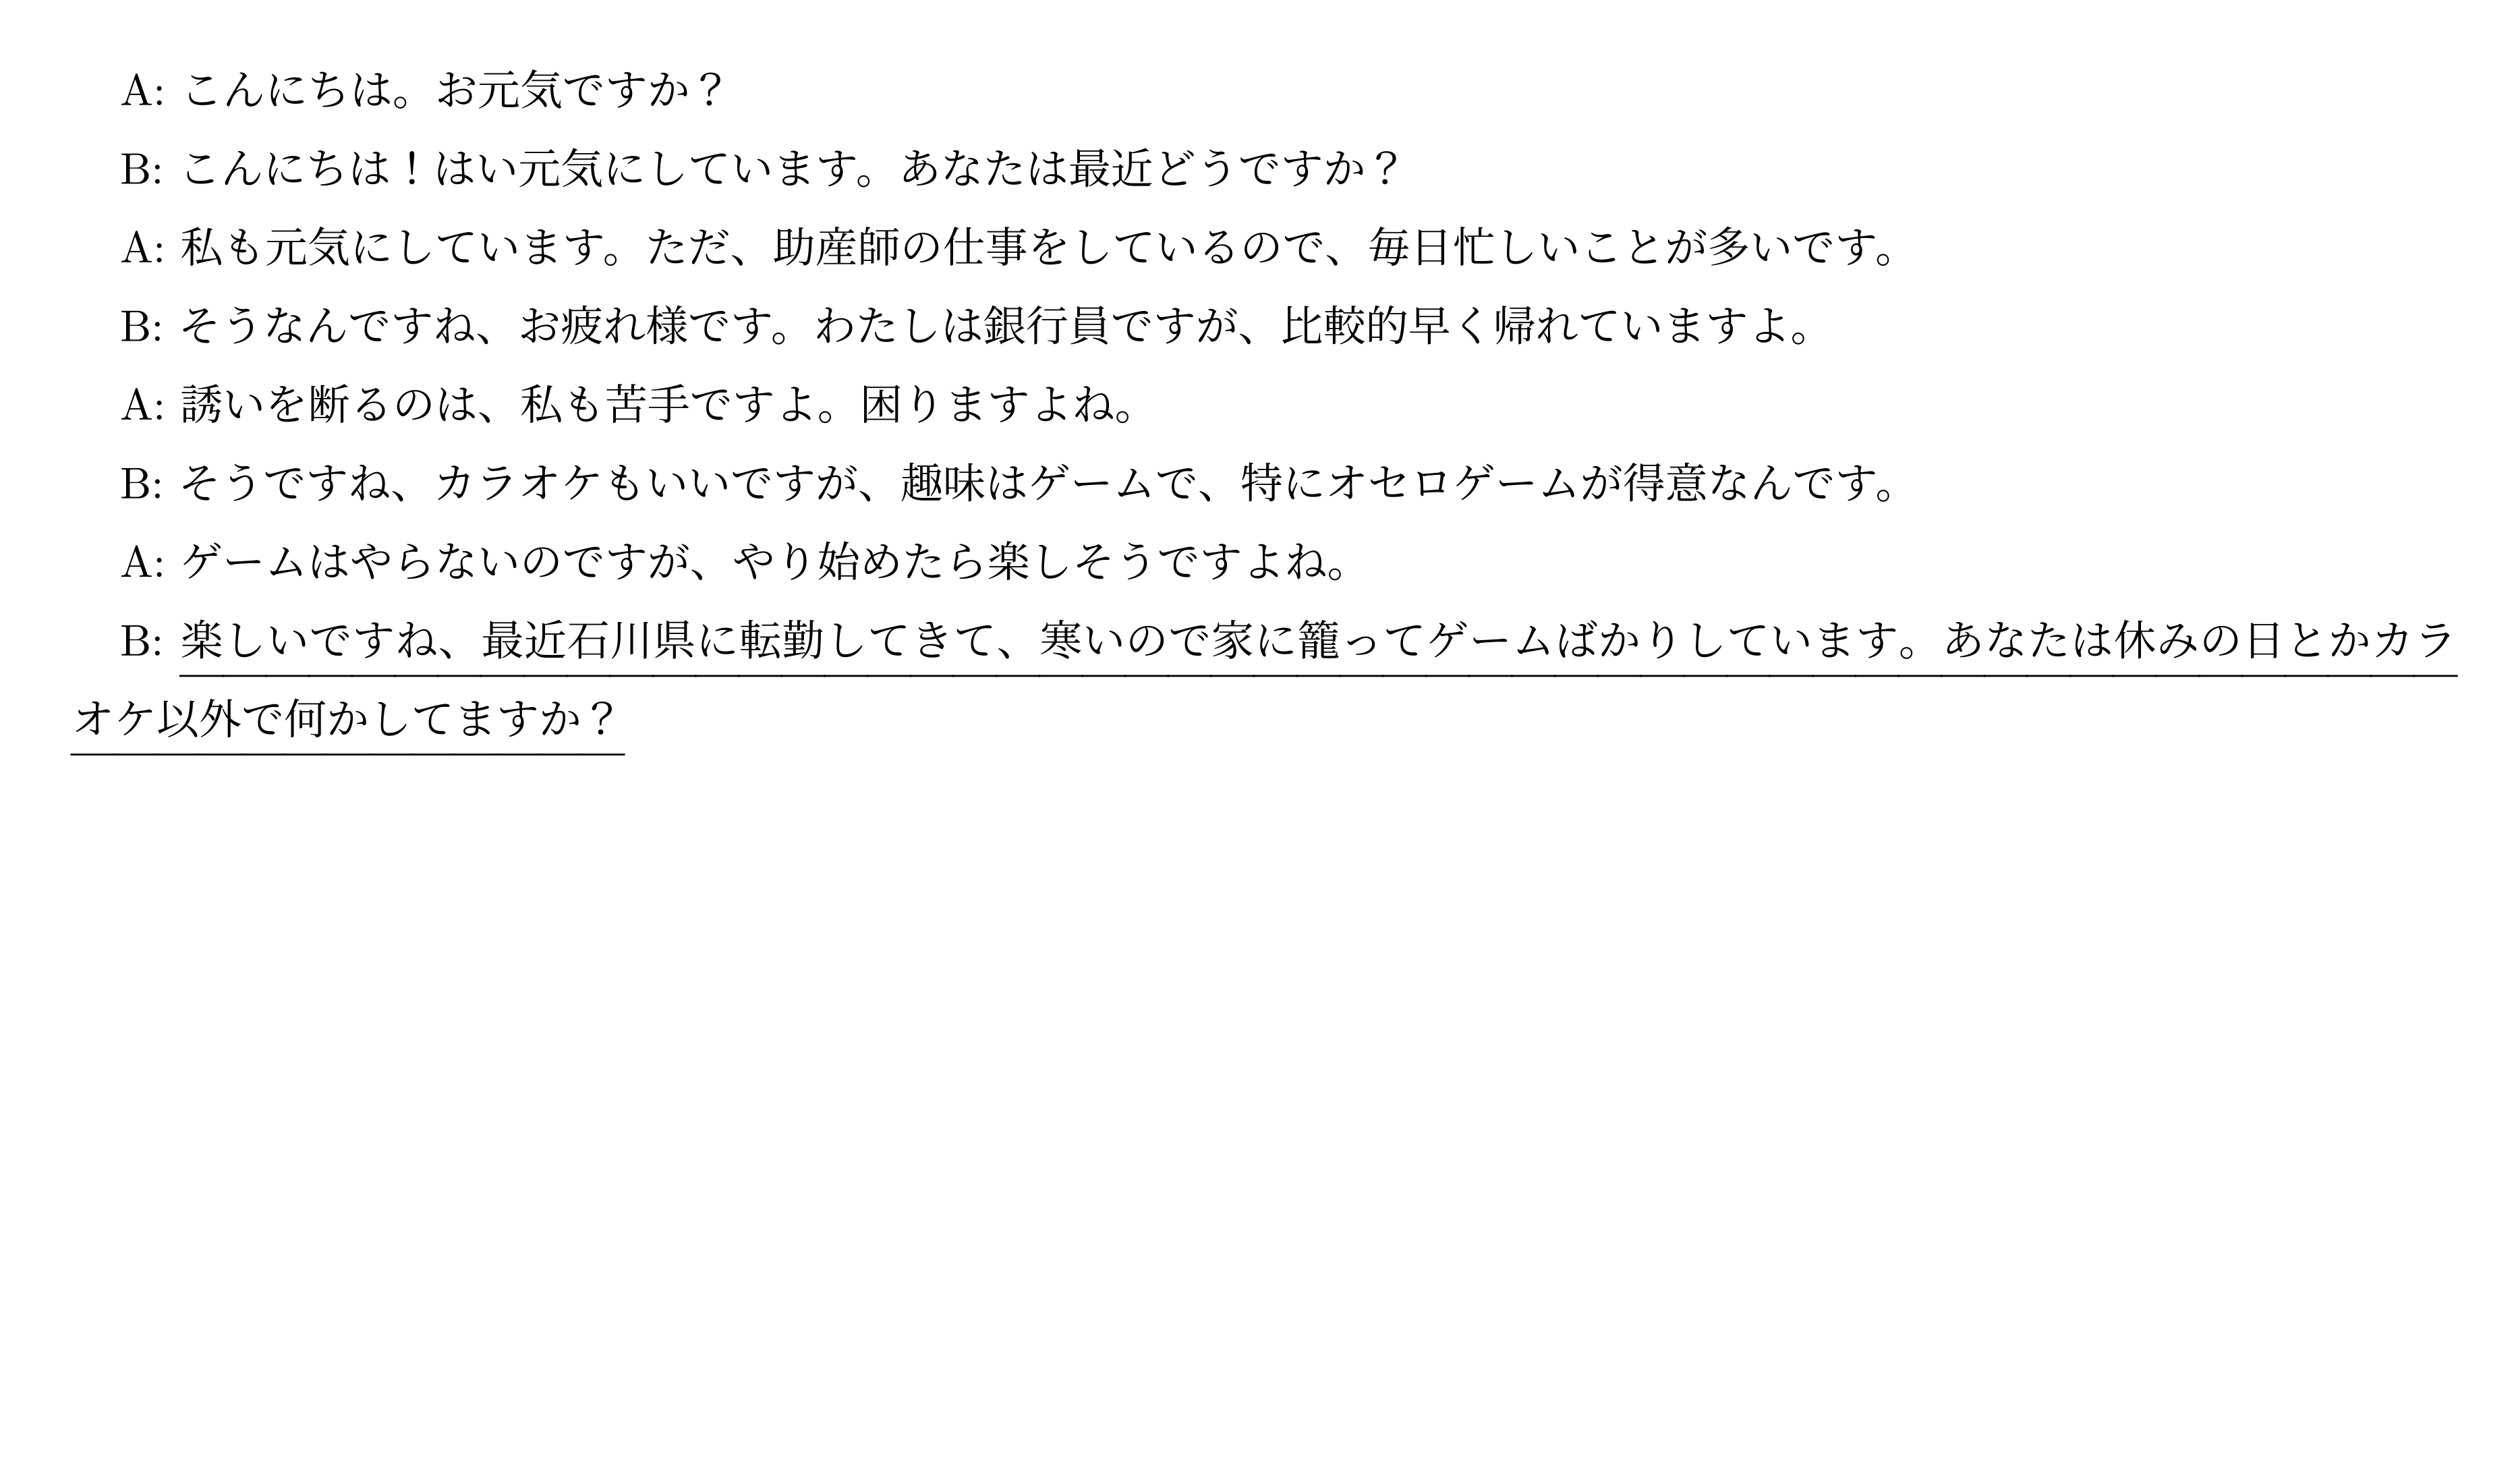 A: こんにちは。お元気ですか？
B: こんにちは！はい元気にしています。あなたは最近どうですか？
A: 私も元気にしています。ただ、助産師の仕事をしているので、毎日忙しいことが多いです。
B: そうなんですね、お疲れ様です。わたしは銀行員ですが、比較的早く帰れていますよ。
A: 誘いを断るのは、私も苦手ですよ。困りますよね。
B: そうですね、カラオケもいいですが、趣味はゲームで、特にオセロゲームが得意なんです。
A: ゲームはやらないのですが、やり始めたら楽しそうですよね。
B: 楽しいですね、最近石川県に転勤してきて、寒いので家に籠ってゲームばかりしています。あなたは休みの日とかカラ
オケ以外で何かしてますか？